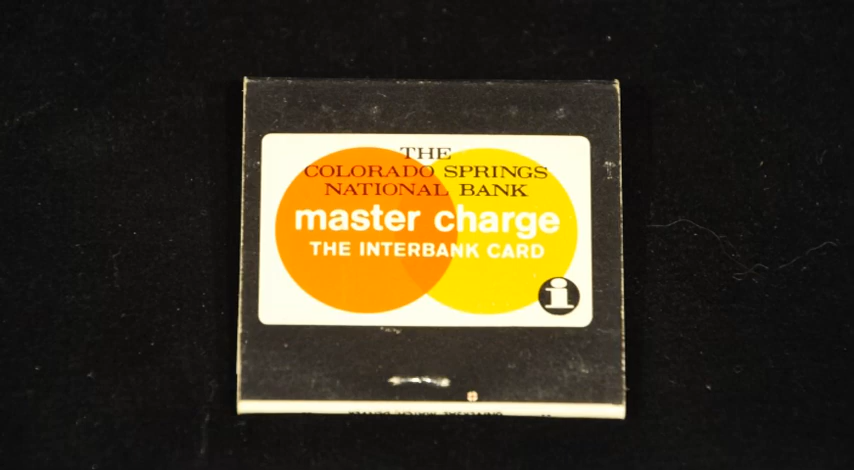 THE
COLORADO SPRINGS
NATIONAL BANK
master charge
THE INTERBANK CARD
i